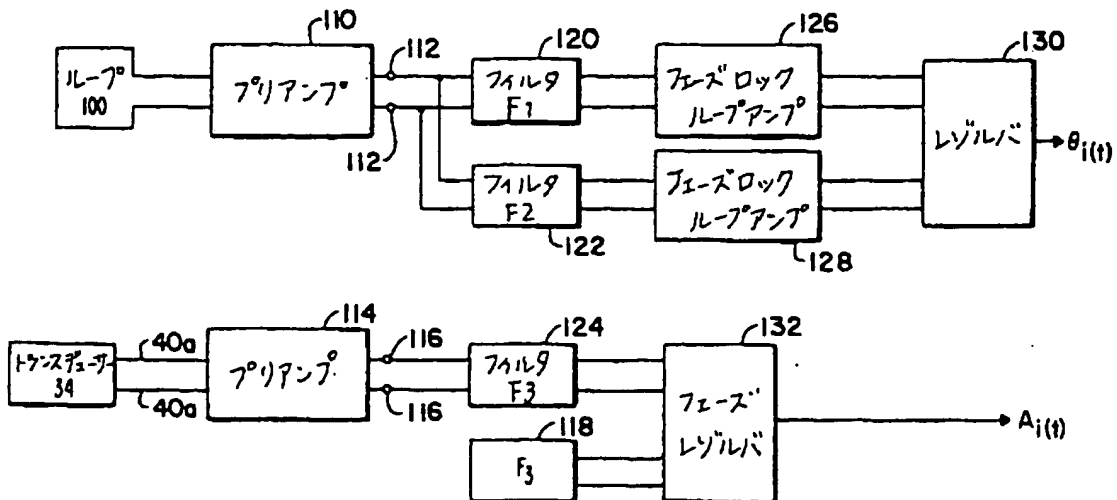 110
112
120
126
130
ループ
100
プリアンプ
フィルタ
F1
フェーズロック
ループアンプ
レゾルバ
θi(t)
112
フィルタ
F2
フェーズロック
ループアンプ
122
128
114
116
124
132
トランスデューサー
34
40a
40a
プリアンプ
116
フィルタ
F3
118
F3
フェーズ
レゾルバ
Ai(t)